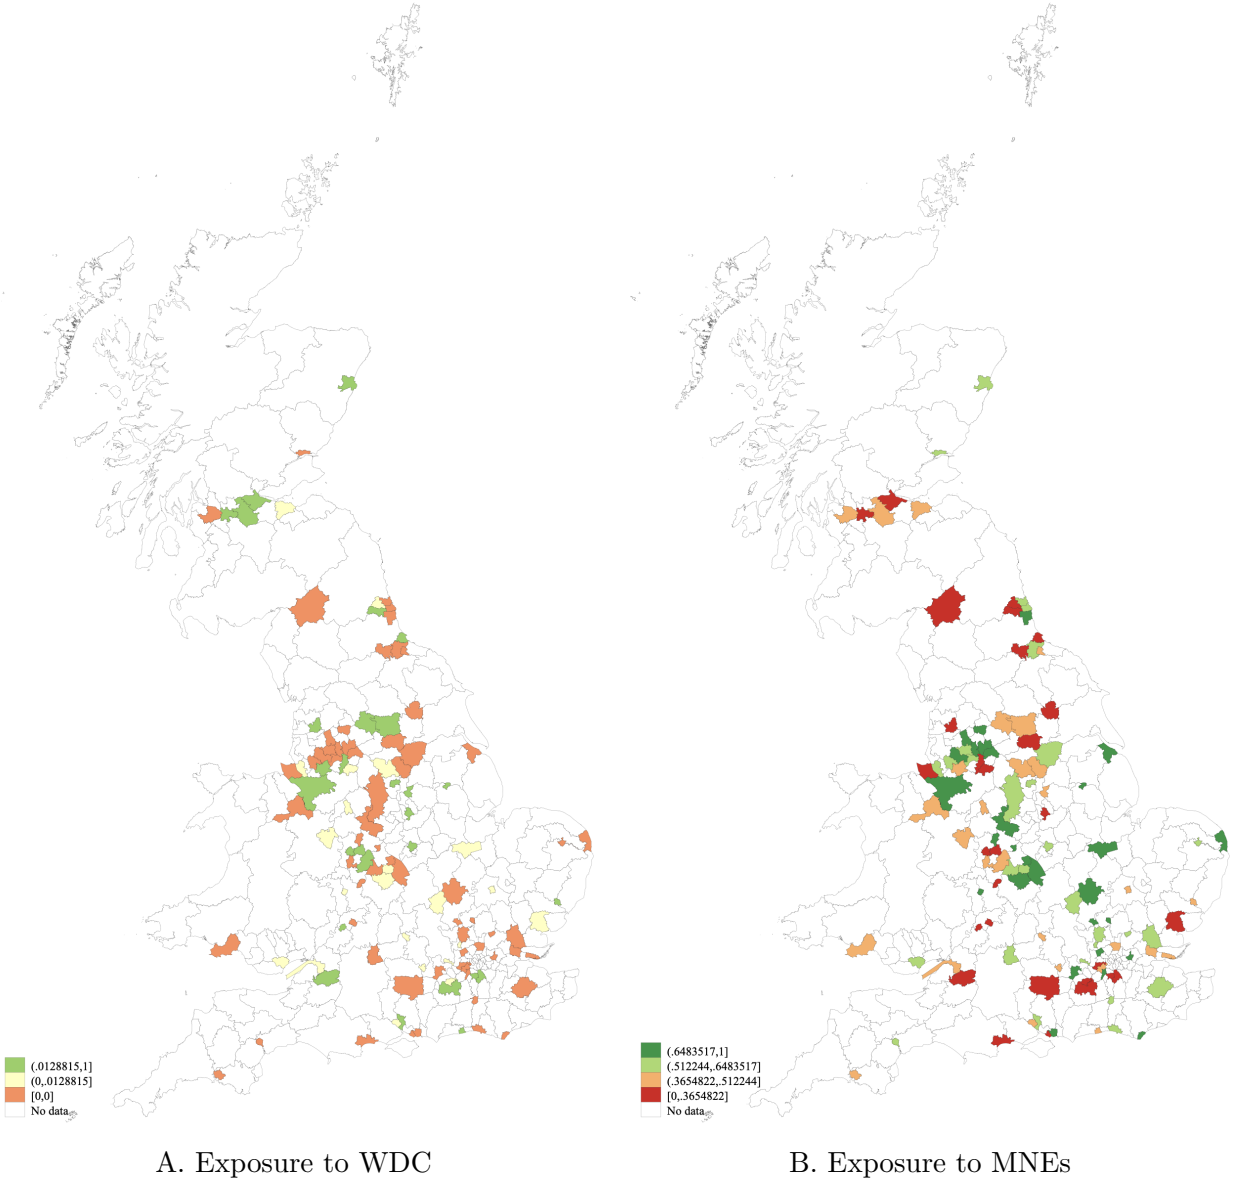 (.0128815,1]
(0,.0128815]
[0,0]
No data
(.6483517,1]
(.512244,.6483517]
(.3654822,.512244]
[0,.3654822]
No data
A. Exposure to WDC
B. Exposure to MNEs